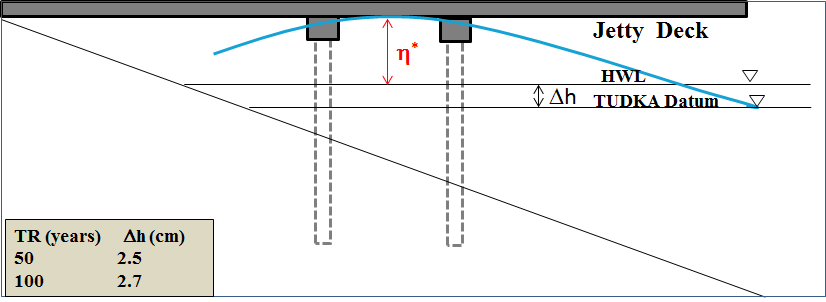 Jetty Deck
η*
HWL
Δh
TUDKA Datum
TR (years) Δh (cm)
50 2.5
100 2.7